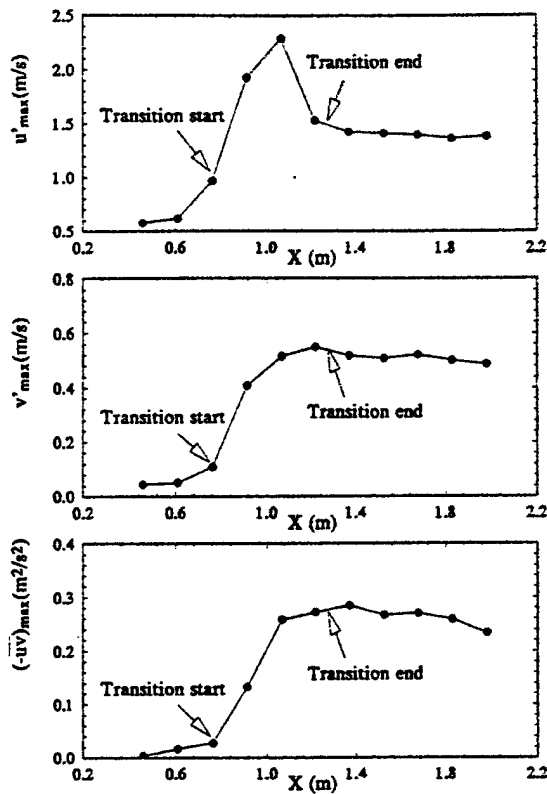 2.5
2.0
1.5
1.0
0.5
u'max(m/s)
Transition start
Transition end
0.2 0.6 1.0 1.4 1.8 2.2
X (m)
0.8
0.6
0.4
0.2
0.0
v'max(m/s)
Transition start
Transition end
0.2 0.6 1.0 1.4 1.8 2.2
X (m)
0.4
0.3
0.2
0.1
0.0
(-uv)max(m²/s²)
Transition start
Transition end
0.2 0.6 1.0 1.4 1.8 2.2
X (m)